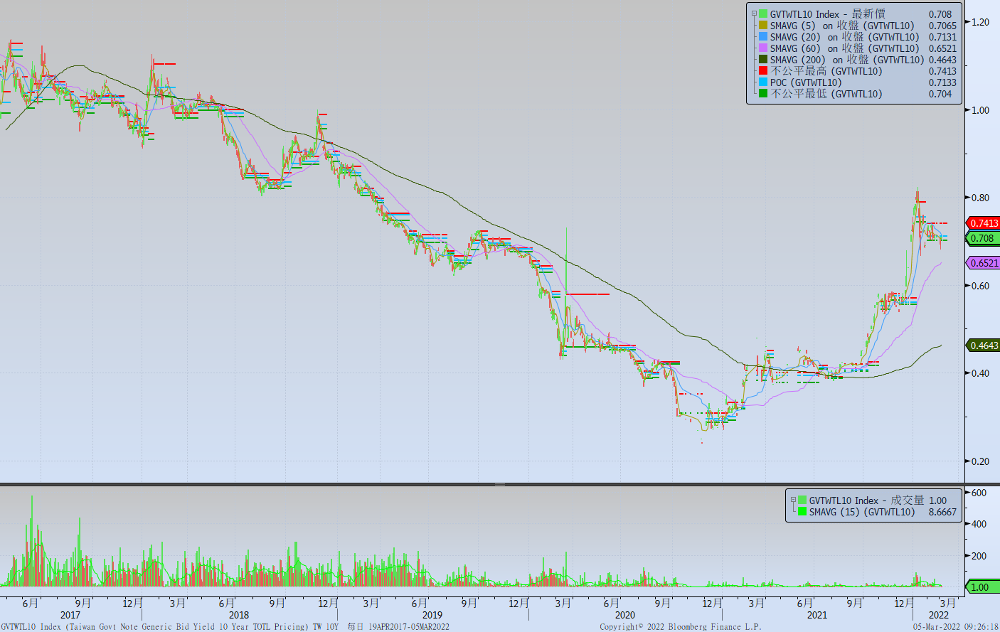 GVTWTL10 Index - 最新價 0.708
SMAVG (5) on 收盤 (GVTWTL10) 0.7065
SMAVG (20) on 收盤 (GVTWTL10) 0.7131
SMAVG (60) on 收盤 (GVTWTL10) 0.6521
SMAVG (200) on 收盤 (GVTWTL10) 0.4643
不公平最高 (GVTWTL10) 0.7413
POC (GVTWTL10) 0.7133
不公平最低 (GVTWTL10) 0.704
1.20
1.00
0.80
0.7413
0.708
0.6521
0.60
0.4643
0.40
0.20
GVTWTL10 Index - 成交量 1.00
SMAVG (15) (GVTWTL10) 8.6667
600
400
200
1.00
6月 9月 12月 3月 6月 9月 12月 3月 6月 9月 12月 3月 6月 9月 12月 3月 6月 9月 12月 3月
2017 2018 2019 2020 2021 2022
GVTWTL10 Index (Taiwan Govt Note Generic Bid Yield 10 Year TOTL Pricing) TW 10Y 每日 19APR2017-05MAR2022 Copyright© 2022 Bloomberg Finance L.P. 05-Mar-2022 09:26:18